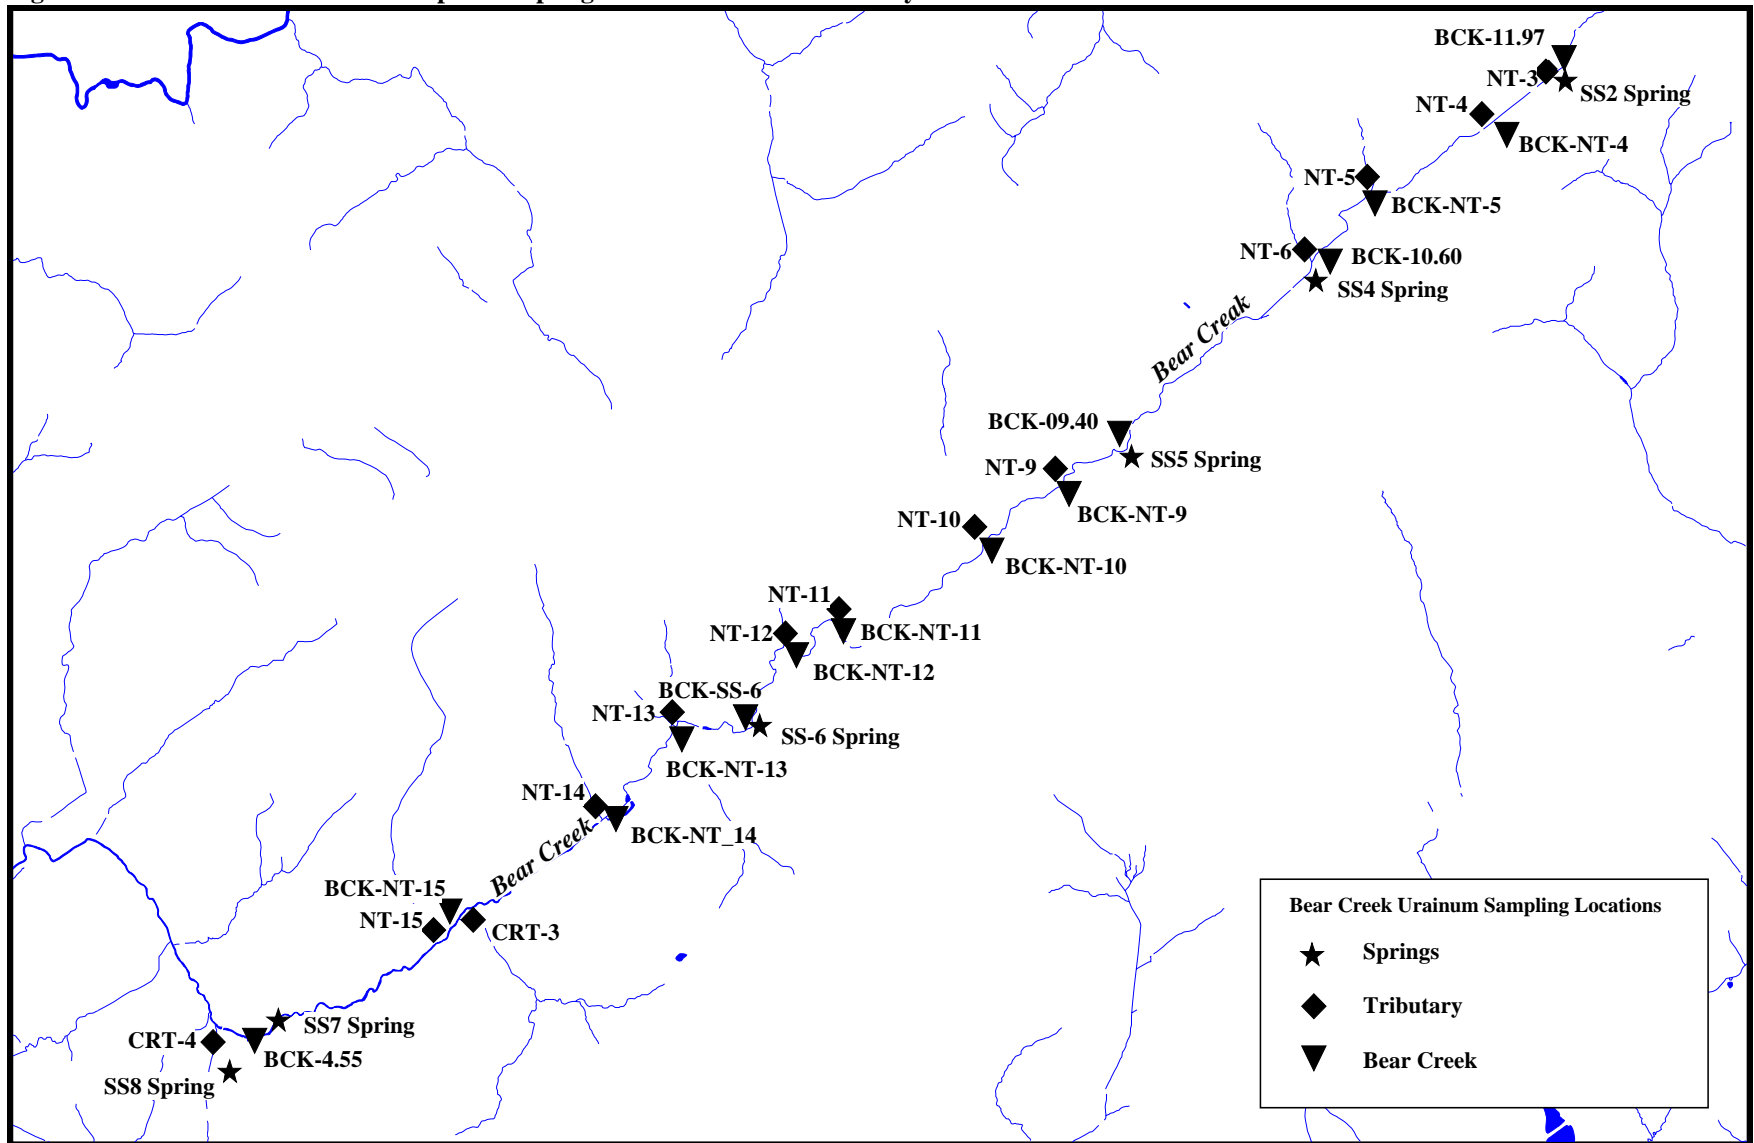 BCK-11.97
NT-3
SS2 Spring
NT-4
BCK-NT-4
NT-5
BCK-NT-5
NT-6
BCK-10.60
SS4 Spring
Bear Creak
BCK-09.40
SS5 Spring
NT-9
BCK-NT-9
NT-10
BCK-NT-10
NT-11
BCK-NT-11
NT-12
BCK-NT-12
BCK-SS-6
NT-13
SS-6 Spring
BCK-NT-13
NT-14
BCK-NT_14
Bear Creek
BCK-NT-15
NT-15
CRT-3
SS7 Spring
CRT-4
BCK-4.55
SS8 Spring
Bear Creek Urainum Sampling Locations
Springs
Tributary
Bear Creek